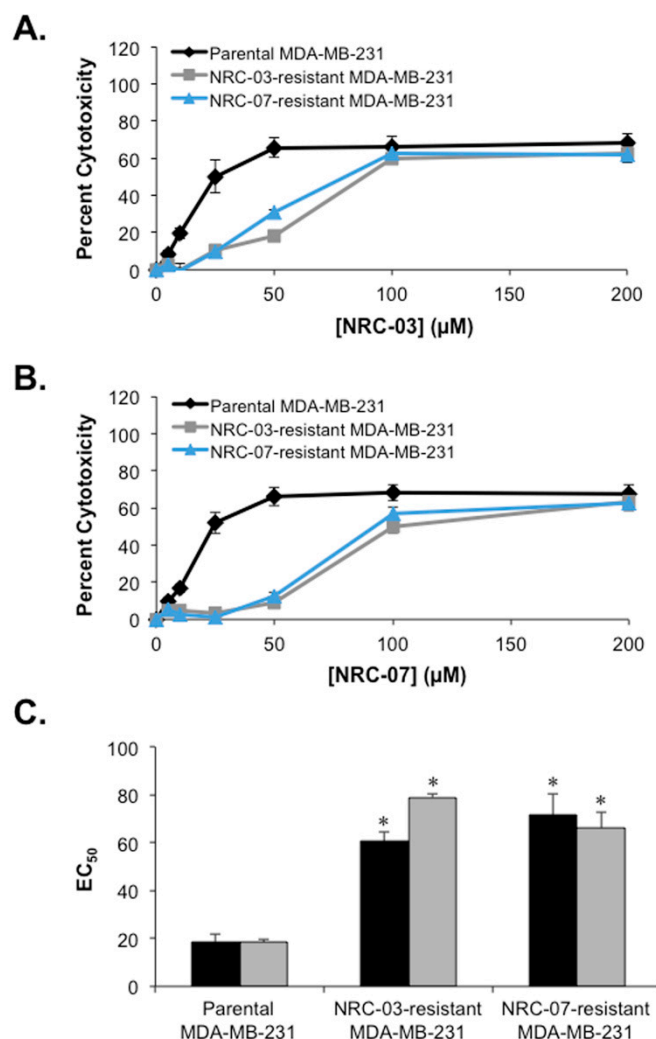 A.
120
100
80
60
40
20
0
Percent Cytotoxicity
Parental MDA-MB-231
NRC-03-resistant MDA-MB-231
NRC-07-resistant MDA-MB-231
0 50 100 150 200
[NRC-03] (µM)
B.
120
100
80
60
40
20
0
Percent Cytotoxicity
Parental MDA-MB-231
NRC-03-resistant MDA-MB-231
NRC-07-resistant MDA-MB-231
0 50 100 150 200
[NRC-07] (µM)
C.
100
80
60
40
20
0
EC₅₀
* * * *
Parental NRC-03-resistant NRC-07-resistant
MDA-MB-231 MDA-MB-231 MDA-MB-231